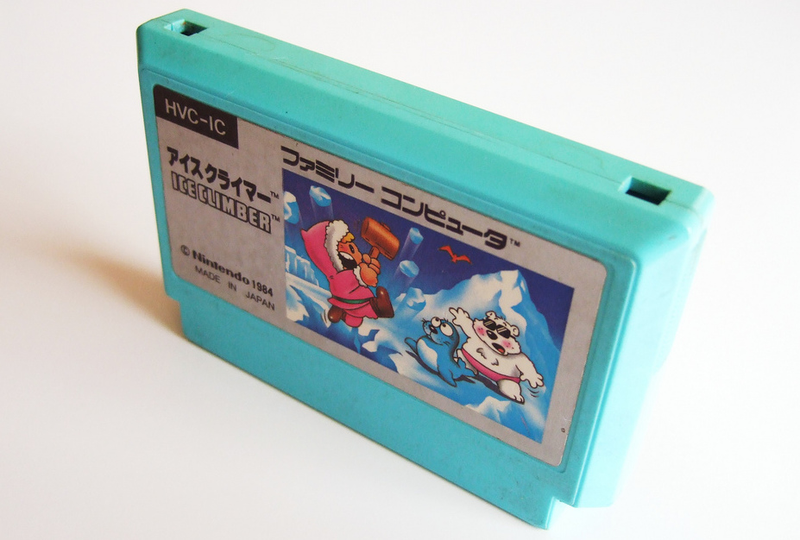 HVC-IC
アイスクライマー™
ICE CLIMBER™
© Nintendo 1984
MADE IN JAPAN
ファミリー コンピュータ™